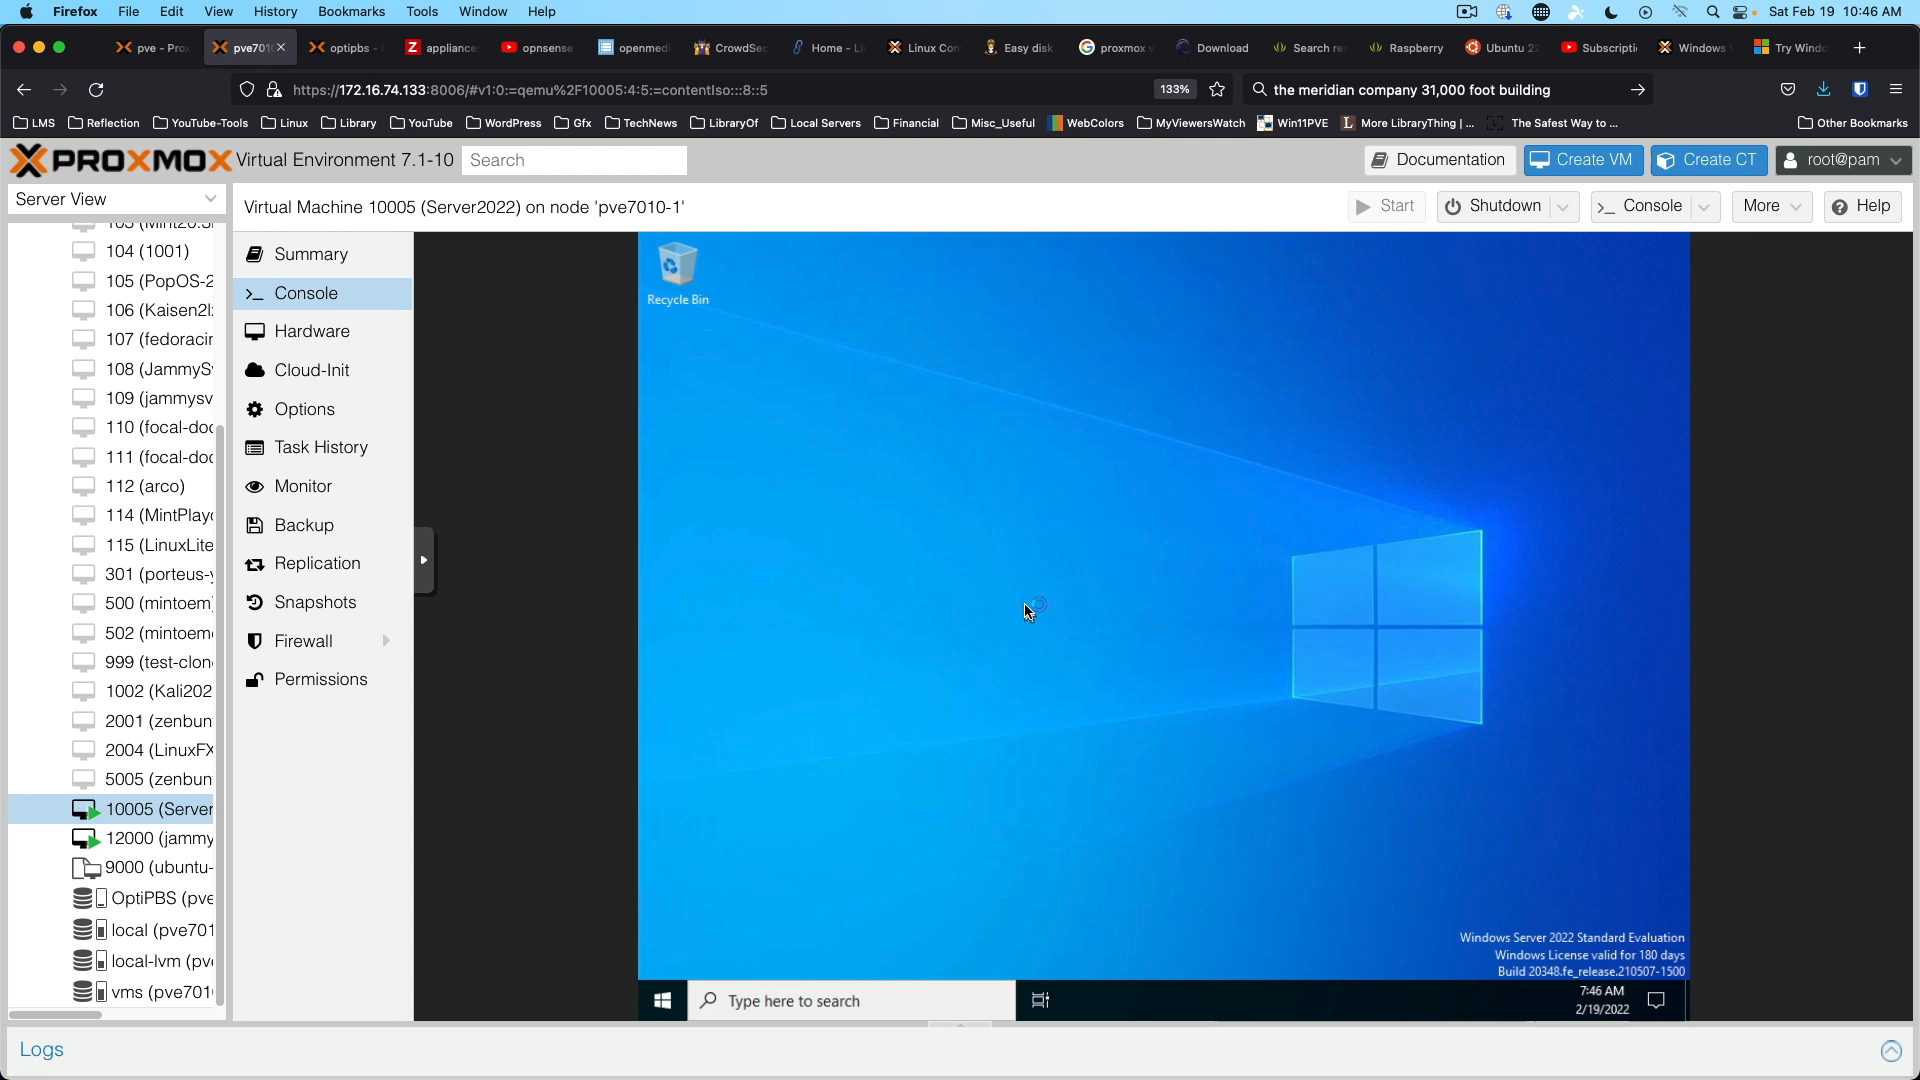 Firefox File Edit View History Bookmarks Tools Window Help Sat Feb 19 10:46 AM
pve - Pro pve701 optipbs - appliance opnsense openmedi CrowdSec Home - Li Linux Con Easy disk proxmox v Download Search re Raspberry Ubuntu 22 Subscripti Windows Try Windo
https://172.16.74.133:8006/#v1:0:=qemu%2F10005:4:5:=contentIso:::8::5 133% the meridian company 31,000 foot building
LMS Reflection YouTube-Tools Linux Library YouTube WordPress Gfx TechNews LibraryOf Local Servers Financial Misc_Useful WebColors MyViewersWatch Win11PVE More LibraryThing | ... The Safest Way to ... Other Bookmarks
PROXMOX Virtual Environment 7.1-10 Search Documentation Create VM Create CT root@pam
Server View
Virtual Machine 10005 (Server2022) on node 'pve7010-1' Start Shutdown Console More Help
104 (1001)
105 (PopOS-2
106 (Kaisen2l
107 (fedoracin
108 (JammySv
109 (jammysv
110 (focal-doc
111 (focal-doc
112 (arco)
114 (MintPlay
115 (LinuxLite
301 (porteus-
500 (mintoem
502 (mintoem
999 (test-clon
1002 (Kali202
2001 (zenbun
2004 (LinuxFX
5005 (zenbun
10005 (Server
12000 (jammy
9000 (ubuntu-
OptiPBS (pve
local (pve701
local-lvm (pv
vms (pve701
Summary
Console
Hardware
Cloud-Init
Options
Task History
Monitor
Backup
Replication
Snapshots
Firewall
Permissions
Recycle Bin
Windows Server 2022 Standard Evaluation
Windows License valid for 180 days
Build 20348.fe_release.210507-1500
Type here to search
7:46 AM
2/19/2022
Logs